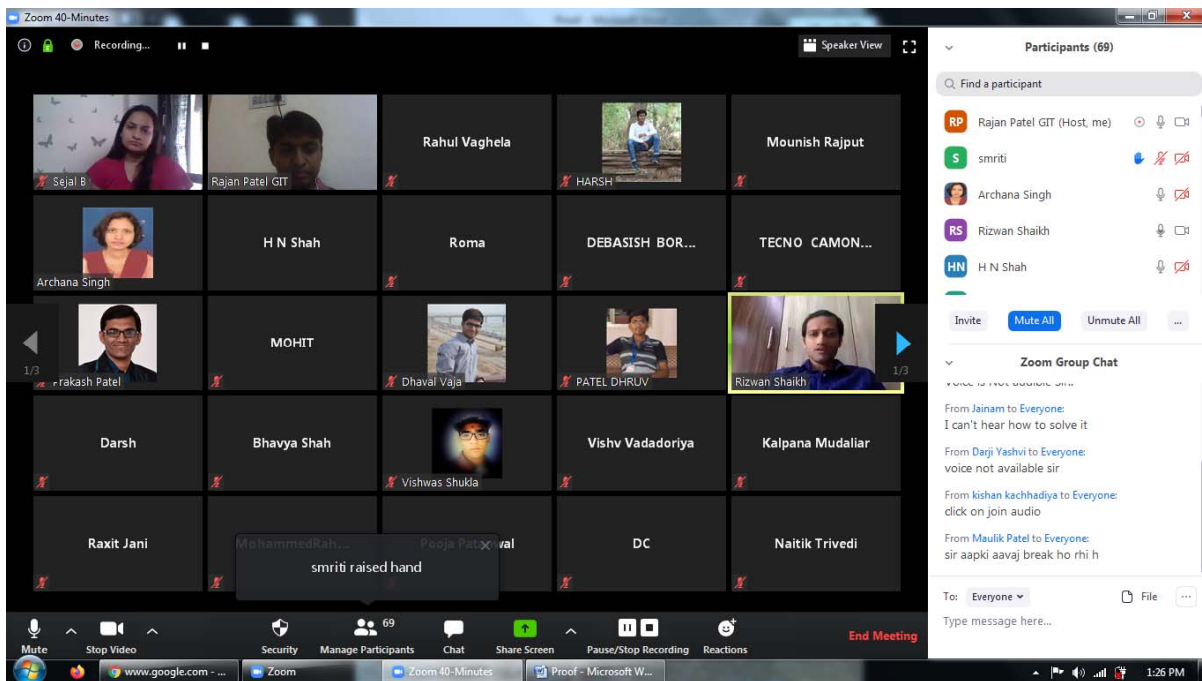 Zoom 40-Minutes
Proof - Microsoft Word
Recording...
Speaker View
Sejal B
Rajan Patel GIT
Rahul Vaghela
HARSH
Mounish Rajput
Archana Singh
H N Shah
Roma
DEBASISH BOR...
TECNO CAMON...
1/3
Prakash Patel
MOHIT
Dhaval Vaja
PATEL DHRUV
Rizwan Shaikh
1/3
Darsh
Bhavya Shah
Vishwas Shukla
Vishv Vadadoriya
Kalpana Mudaliar
Raxit Jani
MohammedRah...
Pooja
DC
Naitik Trivedi
smriti raised hand
Mute
Stop Video
Security
69
Manage Participants
Chat
Share Screen
Pause/Stop Recording
Reactions
End Meeting
Participants (69)
Find a participant
RP Rajan Patel GIT (Host, me)
S smriti
Archana Singh
RS Rizwan Shaikh
HN H N Shah
Invite Mute All Unmute All ...
Zoom Group Chat
From Jainam to Everyone:
I can't hear how to solve it
From Darji Yashvi to Everyone:
voice not available sir
From kishan kachhadiya to Everyone:
click on join audio
From Maulik Patel to Everyone:
sir aapki aavaj break ho rhi h
To: Everyone File ...
Type message here...
www.google.com - ... Zoom Zoom 40-Minutes Proof - Microsoft W... 1:26 PM